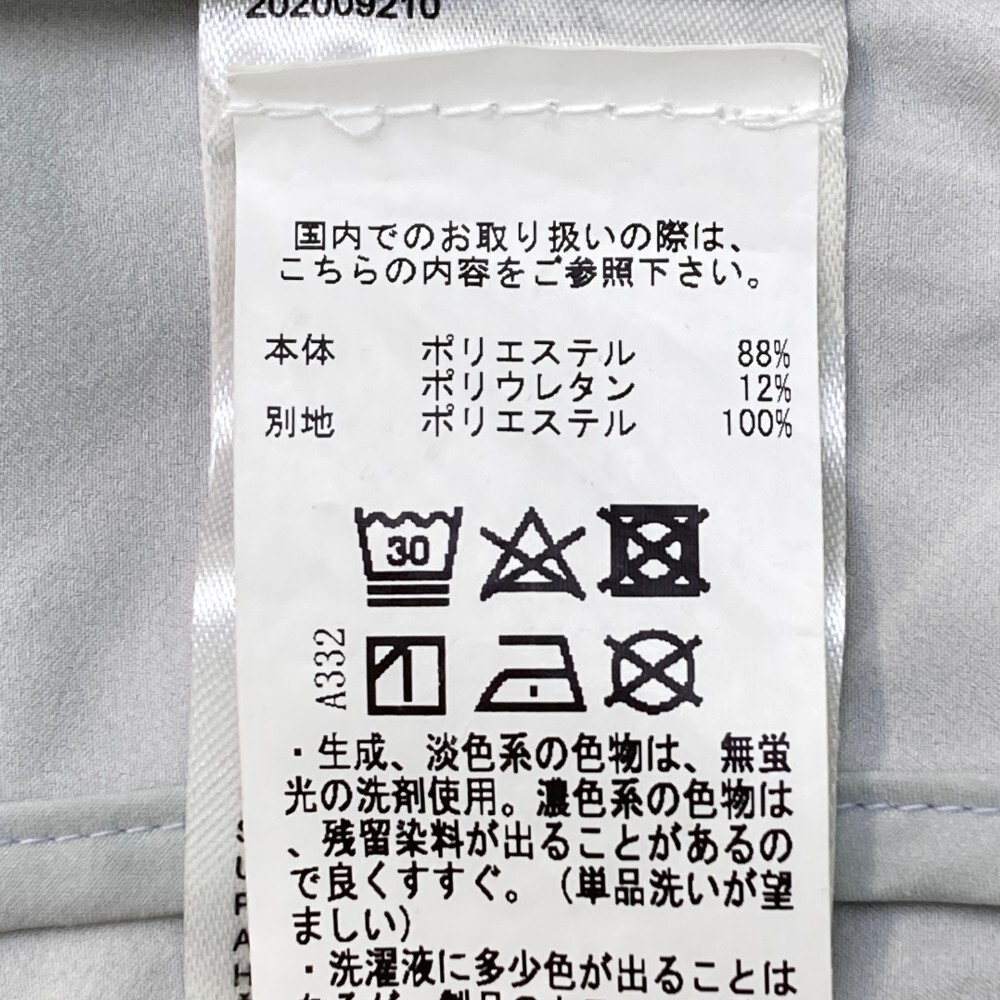 202009210
国内でのお取り扱いの際は、
こちらの内容をご参照下さい。
本体 ポリエステル 88%
ポリウレタン 12%
別地 ポリエステル 100%
30
A332
・生成、淡色系の色物は、無蛍
光の洗剤使用。濃色系の色物は
、残留染料が出ることがあるの
で良くすすぐ。（単品洗いが望
ましい）
・洗濯液に多少色が出ることは